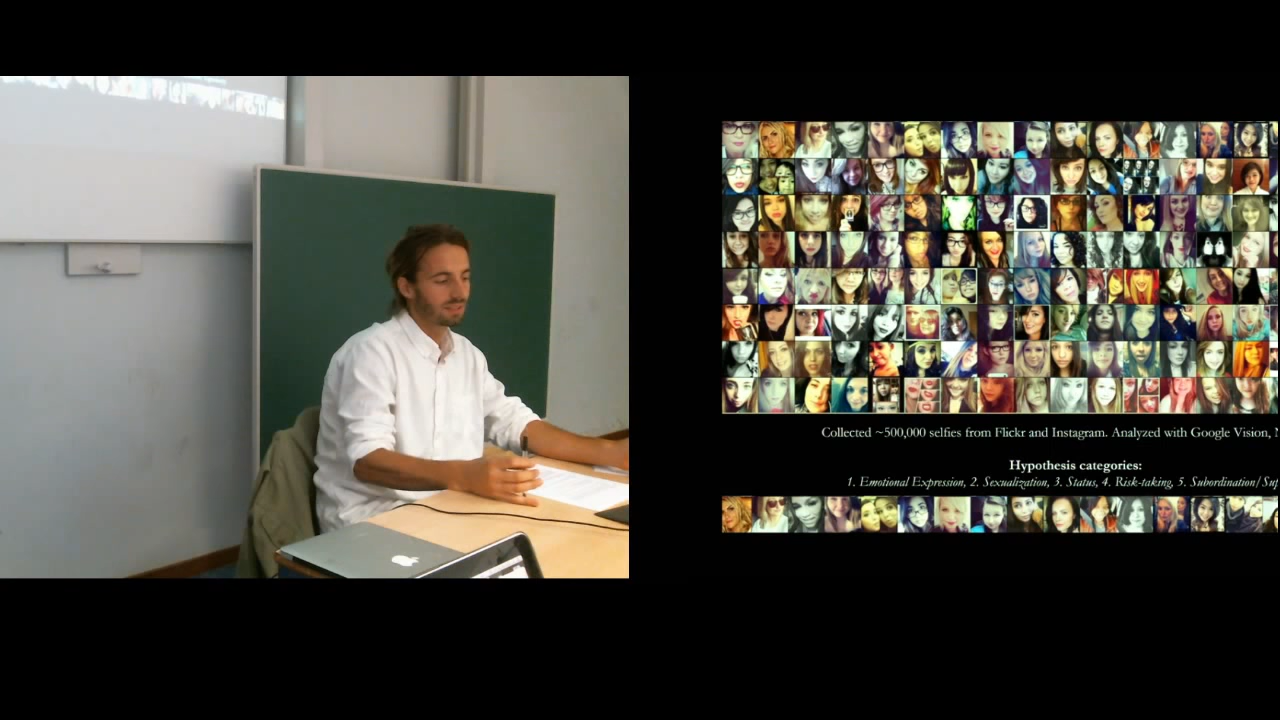 Collected ~500,000 selfies from Flickr and Instagram. Analyzed with Google Vision,
Hypothesis categories:
1. Emotional Expression, 2. Sexualization, 3. Status, 4. Risk-taking, 5. Subordination/